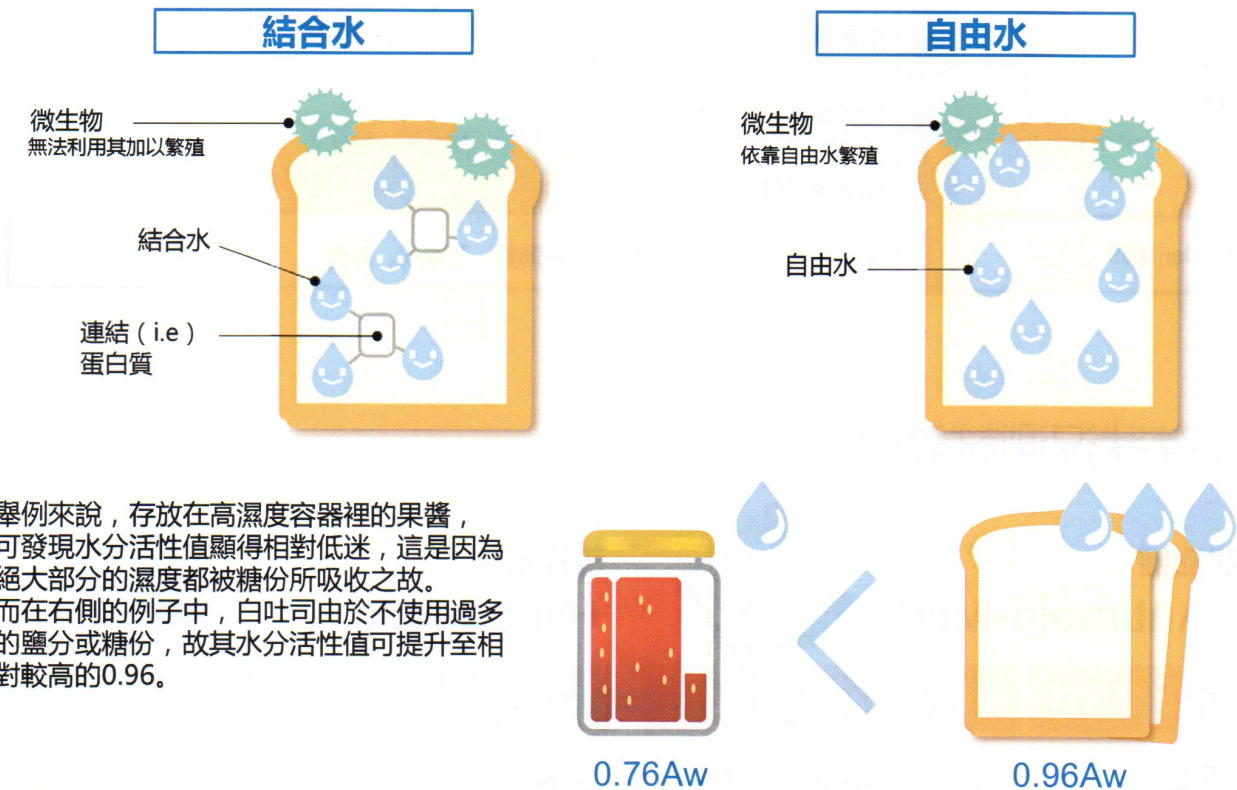 結合水
微生物
無法利用其加以繁殖
結合水
連結（i.e）
蛋白質
自由水
微生物
依靠自由水繁殖
自由水
舉例來說，存放在高濕度容器裡的果醬，
可發現水分活性值顯得相對低迷，這是因為
絕大部分的濕度都被糖份所吸收之故。
而在右側的例子中，白吐司由於不使用過多
的鹽分或糖份，故其水分活性值可提升至相
對較高的0.96。
0.76Aw
0.96Aw